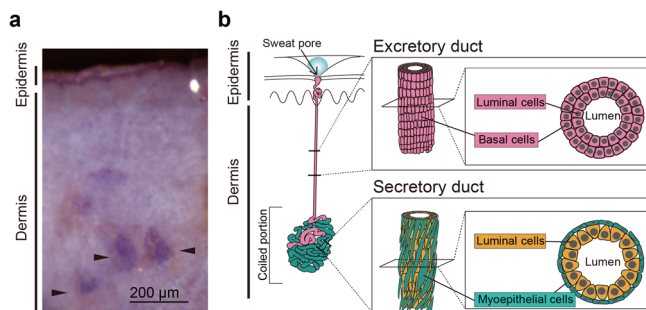 a
Epidermis
Dermis
200 μm
b
Epidermis
Dermis
Sweat pore
Coiled portion
Excretory duct
Luminal cells
Basal cells
Lumen
Secretory duct
Luminal cells
Myoepithelial cells
Lumen